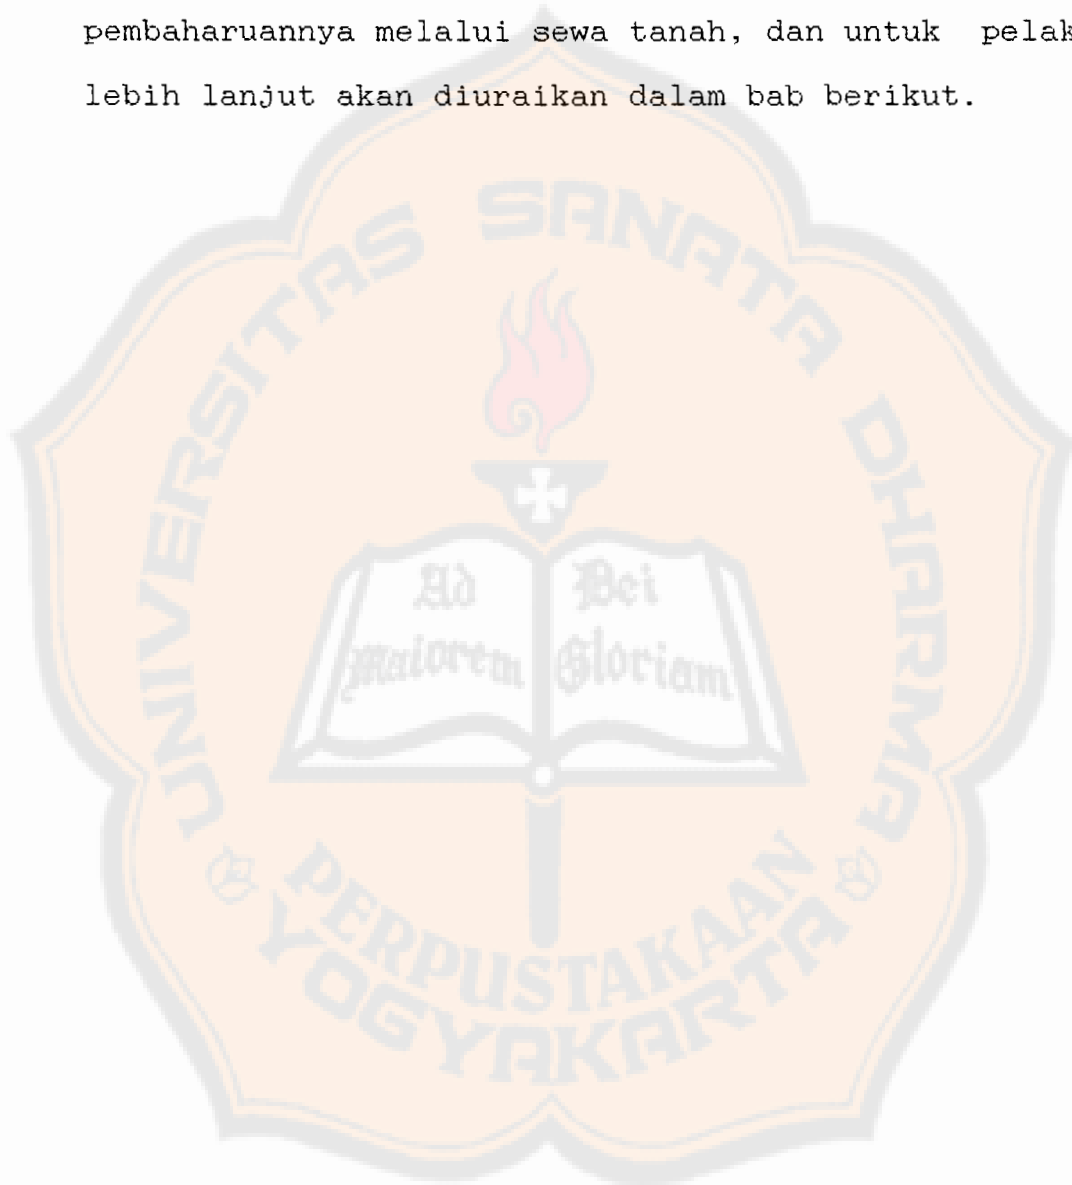 pembaharuannya melalui sewa tanah, dan untuk pelak
lebih lanjut akan diuraikan dalam bab berikut.
UNIVERSITAS SANATA DHARMA
Ad Dei
maiorem Gloriam
PERPUSTAKAAN
YOGYAKARTA